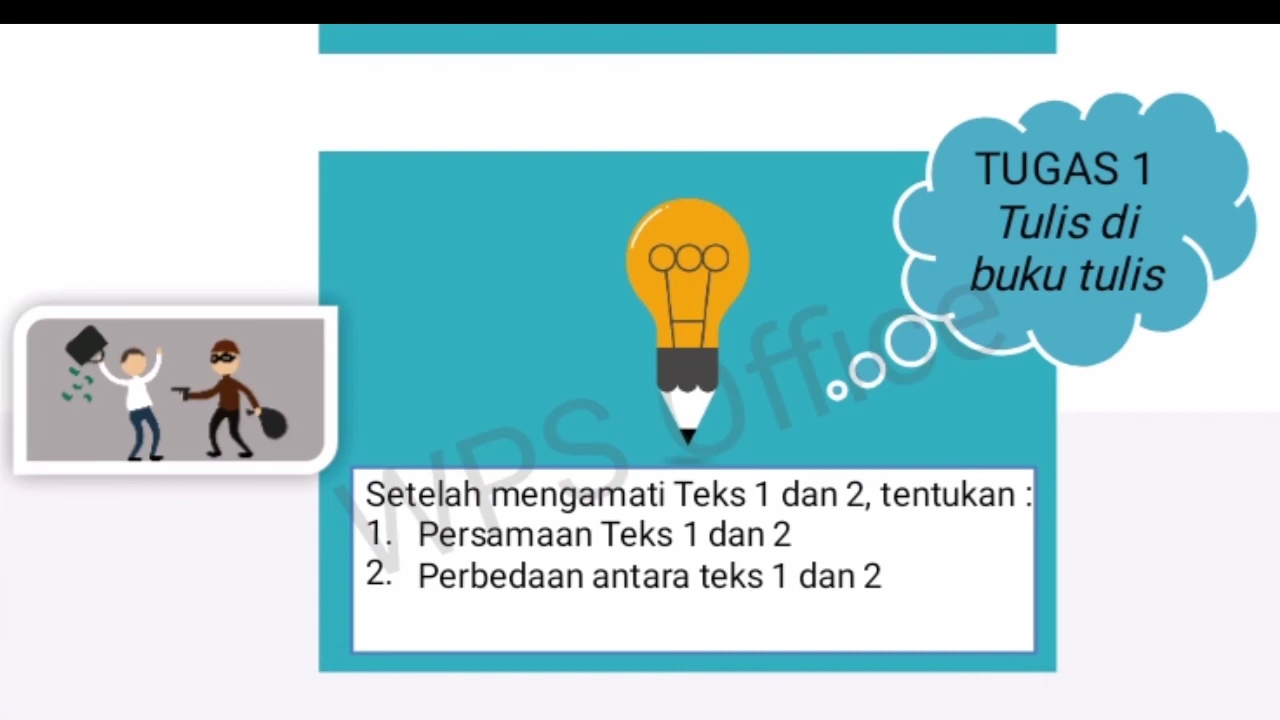 TUGAS 1
Tulis di
buku tulis
WPS Office
Setelah mengamati Teks 1 dan 2, tentukan :
1. Persamaan Teks 1 dan 2
2. Perbedaan antara teks 1 dan 2